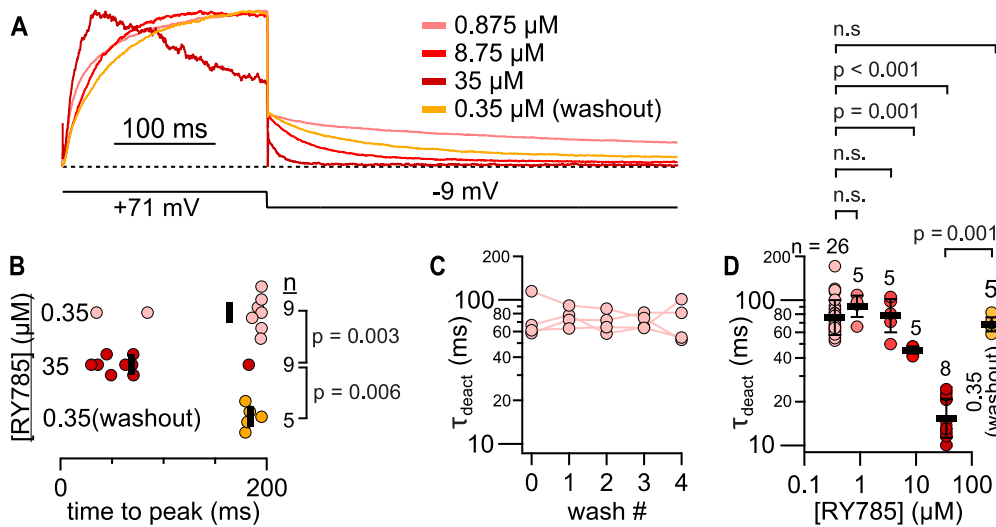 A
0.875 µM
8.75 µM
35 µM
0.35 µM (washout)
100 ms
+71 mV
-9 mV
B
[RY785] (µM)
0.35
35
0.35(washout)
n
9
9
5
p = 0.003
p = 0.006
0
200
time to peak (ms)
C
τdeact (ms)
200
100
80
60
40
20
10
0 1 2 3 4
wash #
n.s
p < 0.001
p = 0.001
n.s.
n.s.
p = 0.001
D
n = 26
5
5
5
8
5
τdeact (ms)
200
100
80
60
40
20
10
0.35
(washout)
0.1 1 10 100
[RY785] (µM)